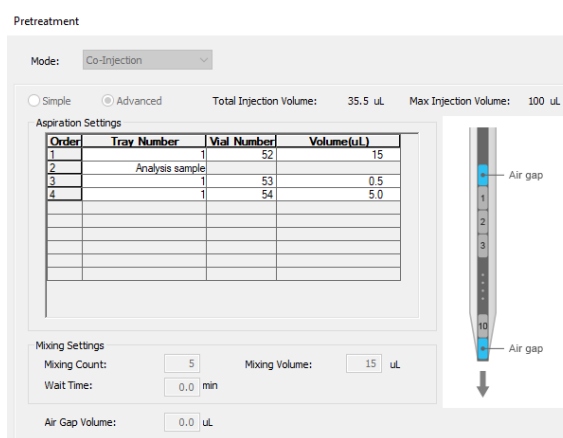 Pretreatment
Mode: Co-Injection
Simple Advanced Total Injection Volume: 35.5 uL Max Injection Volume: 100 uL
Aspiration Settings
Order Tray Number Vial Number Volume(uL)
1 1 52 15
2 Analysis sample
3 1 53 0.5
4 1 54 5.0
Air gap
1
2
3
10
Air gap
Mixing Settings
Mixing Count: 5 Mixing Volume: 15 uL
Wait Time: 0.0 min
Air Gap Volume: 0.0 uL